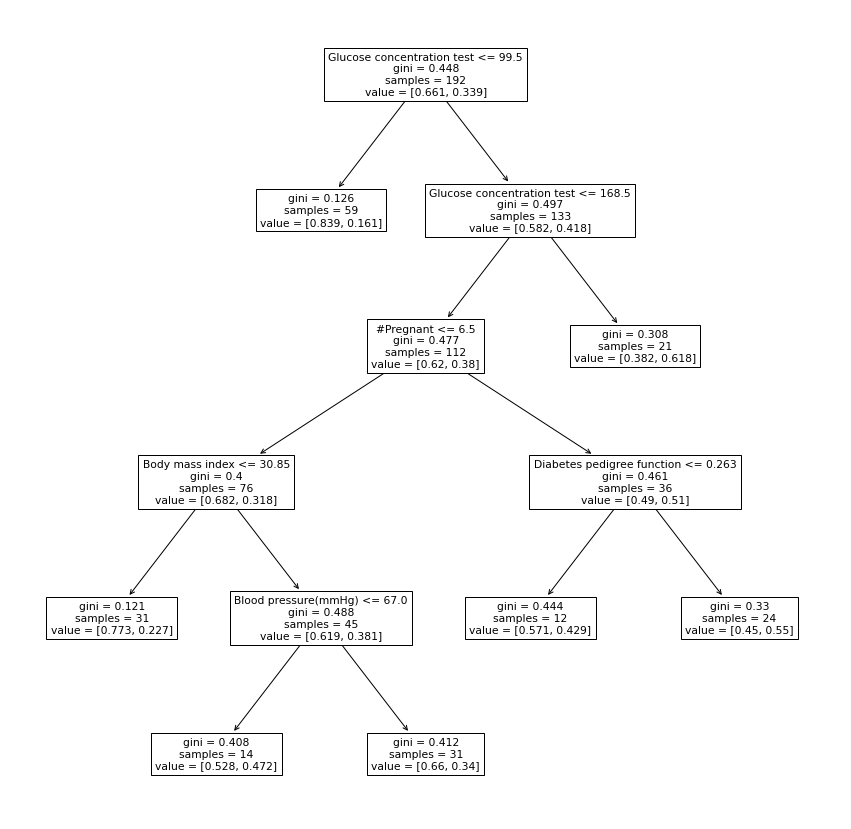 Glucose concentration test <= 99.5
gini = 0.448
samples = 192
value = [0.661, 0.339]
gini = 0.126
samples = 59
value = [0.839, 0.161]
Glucose concentration test <= 168.5
gini = 0.497
samples = 133
value = [0.582, 0.418]
#Pregnant <= 6.5
gini = 0.477
samples = 112
value = [0.62, 0.38]
gini = 0.308
samples = 21
value = [0.382, 0.618]
Body mass index <= 30.85
gini = 0.4
samples = 76
value = [0.682, 0.318]
Diabetes pedigree function <= 0.263
gini = 0.461
samples = 36
value = [0.49, 0.51]
gini = 0.121
samples = 31
value = [0.773, 0.227]
Blood pressure(mmHg) <= 67.0
gini = 0.488
samples = 45
value = [0.619, 0.381]
gini = 0.444
samples = 12
value = [0.571, 0.429]
gini = 0.33
samples = 24
value = [0.45, 0.55]
gini = 0.408
samples = 14
value = [0.528, 0.472]
gini = 0.412
samples = 31
value = [0.66, 0.34]